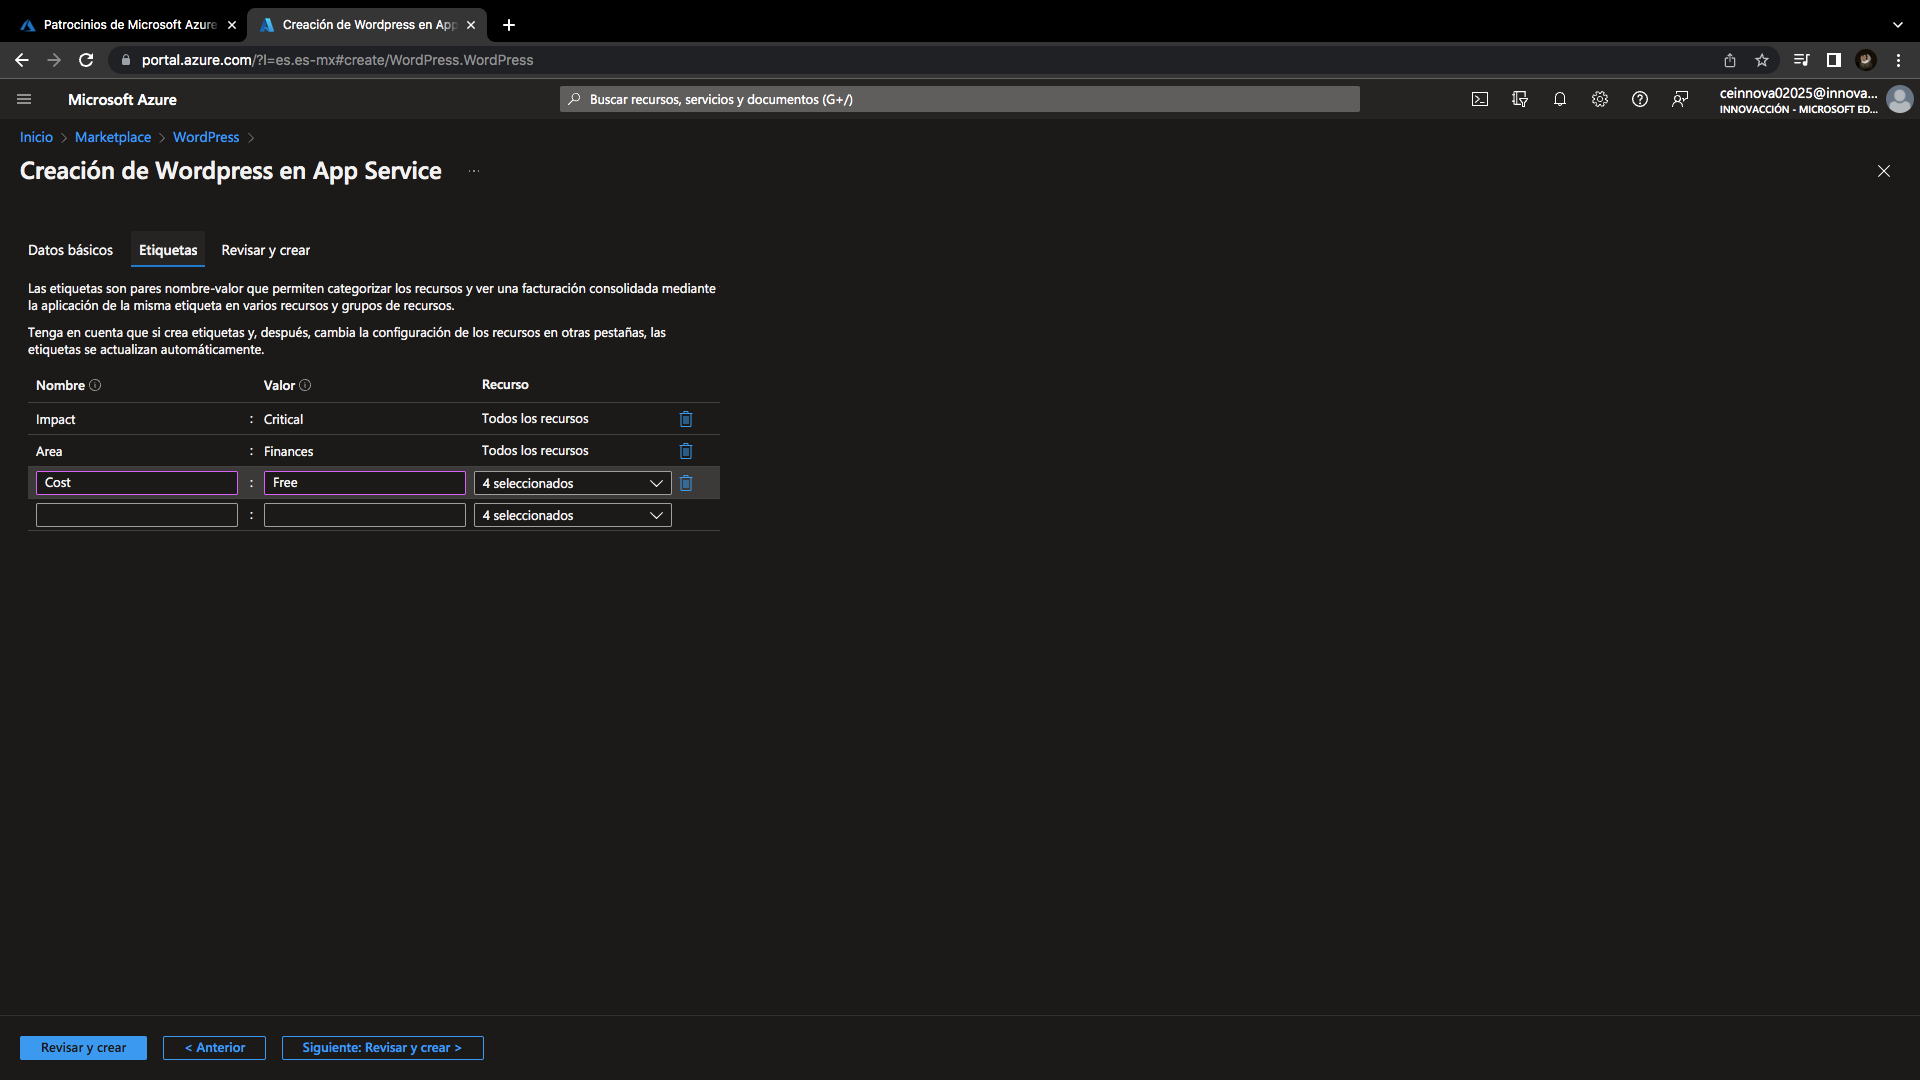 Patrocinios de Microsoft Azure
Creación de Wordpress en App
portal.azure.com/?l=es.es-mx#create/WordPress.WordPress
Microsoft Azure
Buscar recursos, servicios y documentos (G+/)
ceinnova02025@innova...
INNOVACCIÓN - MICROSOFT ED...
Inicio > Marketplace > WordPress >
Creación de Wordpress en App Service ...
Datos básicos Etiquetas Revisar y crear
Las etiquetas son pares nombre-valor que permiten categorizar los recursos y ver una facturación consolidada mediante
la aplicación de la misma etiqueta en varios recursos y grupos de recursos.
Tenga en cuenta que si crea etiquetas y, después, cambia la configuración de los recursos en otras pestañas, las
etiquetas se actualizan automáticamente.
Nombre Valor Recurso
Impact : Critical Todos los recursos
Area : Finances Todos los recursos
Cost : Free 4 seleccionados
: 4 seleccionados
Revisar y crear < Anterior Siguiente: Revisar y crear >